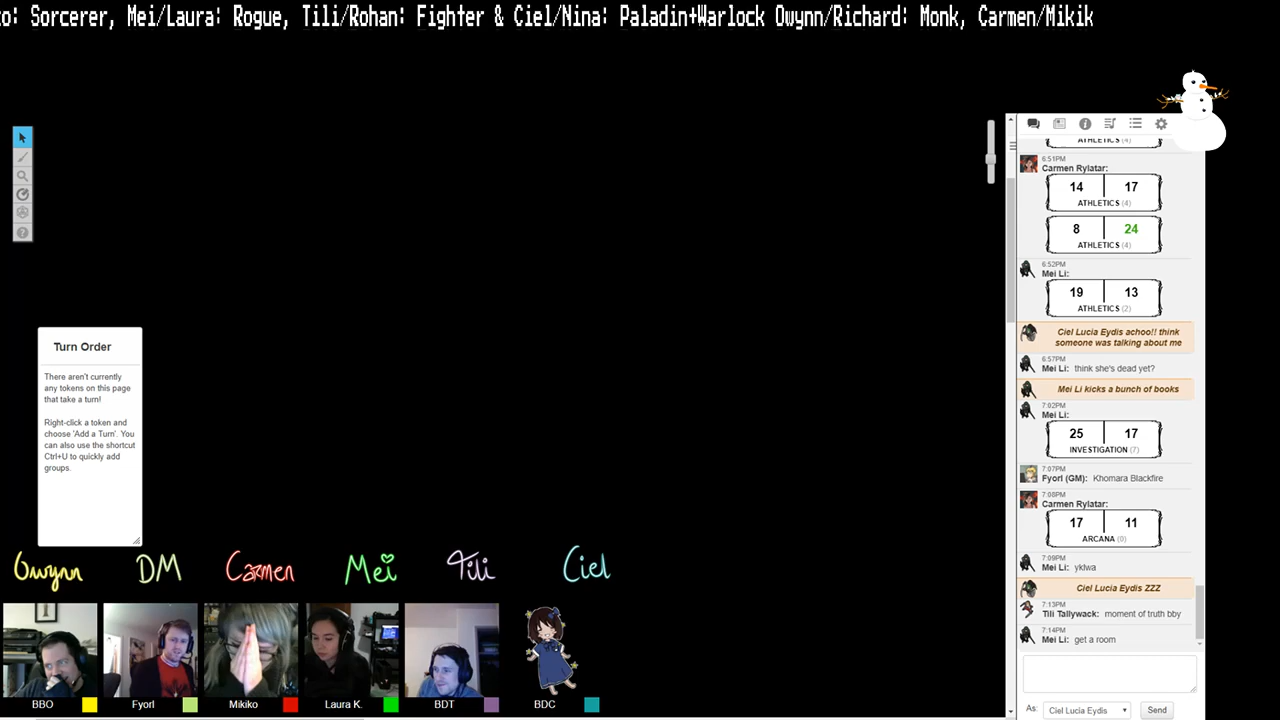 to: Sorcerer, Mei/Laura: Rogue, Tili/Rohan: Fighter & Ciel/Nina: Paladin+Warlock Owynn/Richard: Monk, Carmen/Mikik
ATHLETICS (4)
6:51PM
Carmen Rylatar:
14 17
ATHLETICS (4)
8 24
ATHLETICS (4)
6:52PM
Mei Li:
19 13
ATHLETICS (2)
Ciel Lucia Eydis achoo!! think
someone was talking about me
6:57PM
Mei Li: think she's dead yet?
Mei Li kicks a bunch of books
7:02PM
Mei Li:
25 17
INVESTIGATION (7)
7:07PM
Fyorl (GM): Khomara Blackfire
7:08PM
Carmen Rylatar:
17 11
ARCANA (0)
7:09PM
Mei Li: yklwa
Ciel Lucia Eydis ZZZ
7:13PM
Tili Tallywack: moment of truth bby
7:14PM
Mei Li: get a room
As: Ciel Lucia Eydis Send
Turn Order
There aren't currently
any tokens on this page
that take a turn!
Right-click a token and
choose 'Add a Turn'. You
can also use the shortcut
Ctrl+U to quickly add
groups.
Owynn DM Carmen Mei Tili Ciel
BBO Fyorl Mikiko Laura K. BDT BDC